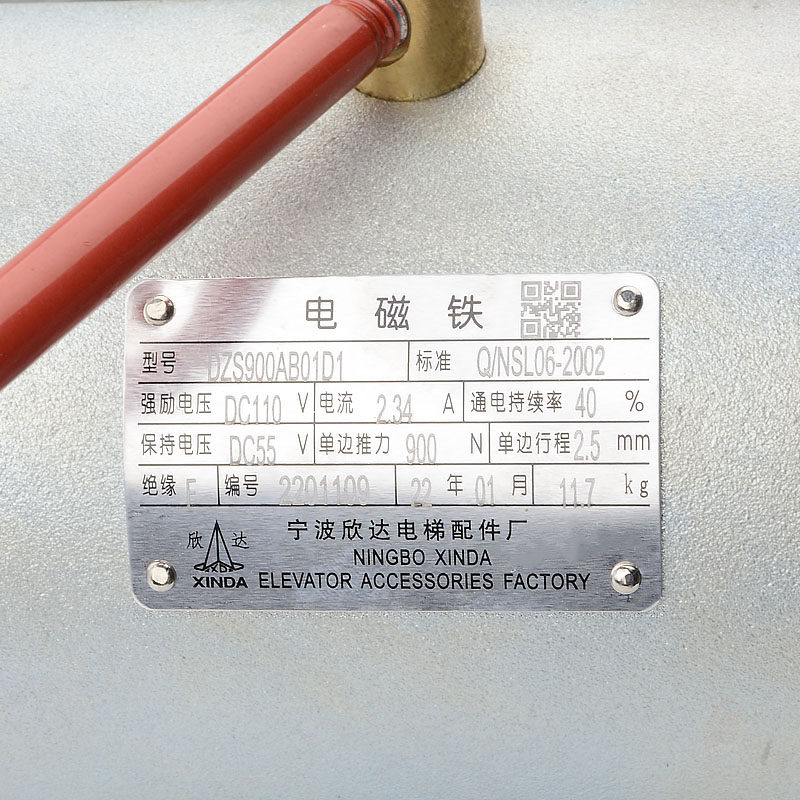 电磁铁
型号 DZS900AB01D1 标准 Q/NSL06-2002
强励电压 DC110 V 电流 2.34 A 通电持续率 40 %
保持电压 DC55 V 单边推力 900 N 单边行程 2.5 mm
绝缘 F 编号 2201109 22 年 01 月 11.7 kg
宁波欣达电梯配件厂
欣达
NINGBO XINDA
XINDA ELEVATOR ACCESSORIES FACTORY